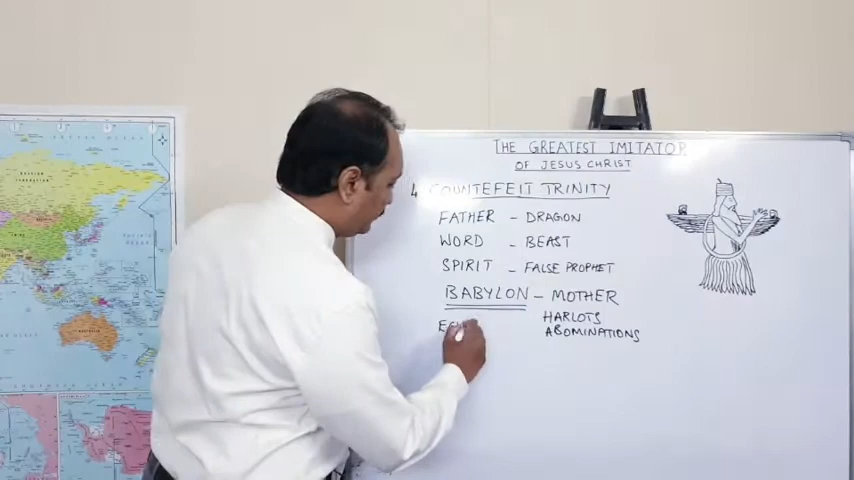 THE GREATEST IMITATOR
OF JESUS CHRIST
4 COUNTEFEIT TRINITY
FATHER - DRAGON
WORD - BEAST
SPIRIT - FALSE PROPHET
BABYLON - MOTHER
HARLOTS
ABOMINATIONS